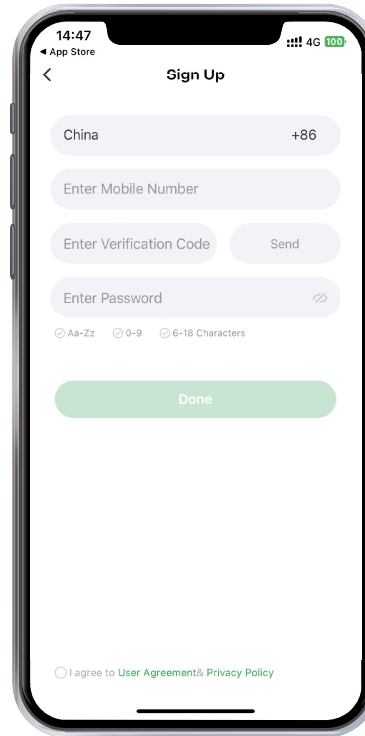 14:47
4G 100
◀ App Store
Sign Up
China +86
Enter Mobile Number
Enter Verification Code Send
Enter Password
Aa-Zz 0-9 6-18 Characters
Done
I agree to User Agreement& Privacy Policy